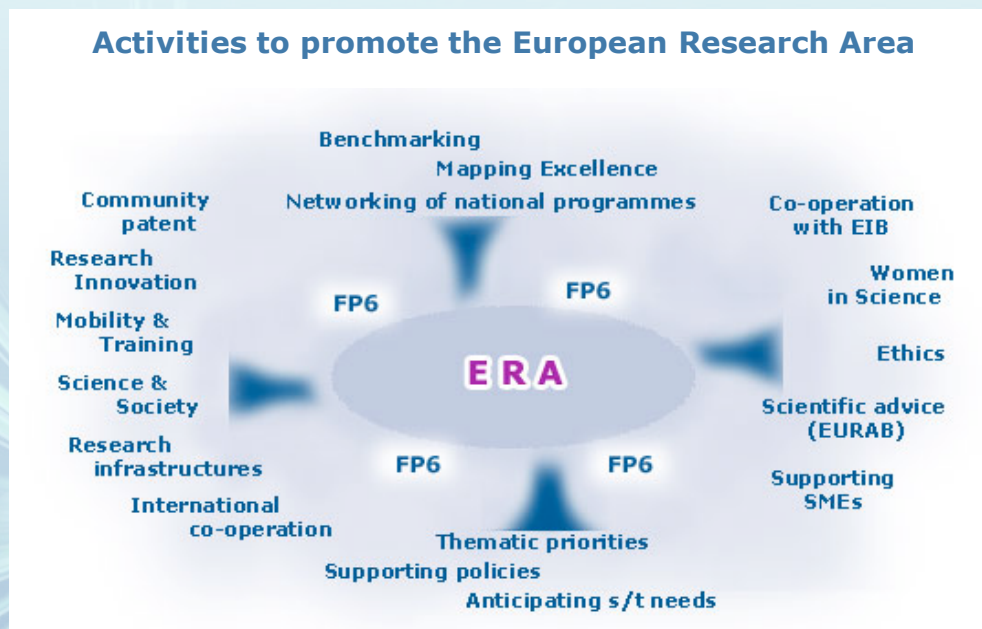 Activities to promote the European Research Area
Benchmarking
Mapping Excellence
Networking of national programmes
Community
patent
Research
Innovation
Mobility &
Training
Science &
Society
Research
infrastructures
International
co-operation
Co-operation
with EIB
Women
in Science
Ethics
Scientific advice
(EURAB)
Supporting
SMEs
FP6
FP6
ERA
FP6
FP6
Thematic priorities
Supporting policies
Anticipating s/t needs